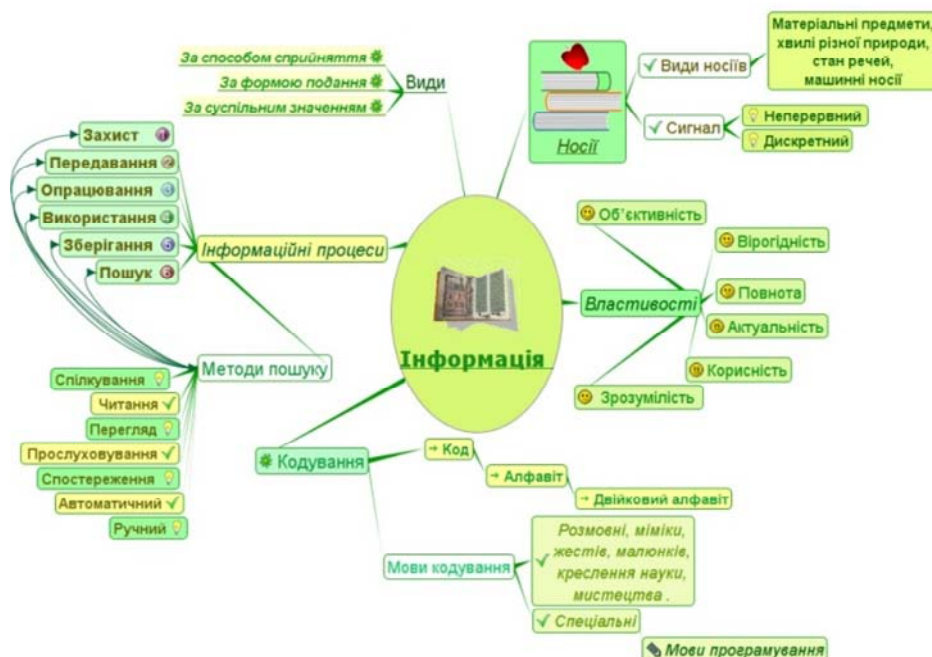 За способом сприйняття
За формою подання
За суспільним значенням
Види
Носії
Види носіїв
Матеріальні предмети,
хвилі різної природи,
стан речей,
машинні носії
Сигнал
Неперервний
Дискретний
Захист
Передавання
Опрацювання
Використання
Зберігання
Пошук
Інформаційні процеси
Методи пошуку
Спілкування
Читання
Перегляд
Прослуховування
Спостереження
Автоматичний
Ручний
Інформація
Властивості
Об'єктивність
Вірогідність
Повнота
Актуальність
Корисність
Зрозумілість
Кодування
Код
Алфавіт
Двійковий алфавіт
Мови кодування
Розмовні, міміки,
жестів, малюнків,
креслення науки,
мистецтва .
Спеціальні
Мови програмування